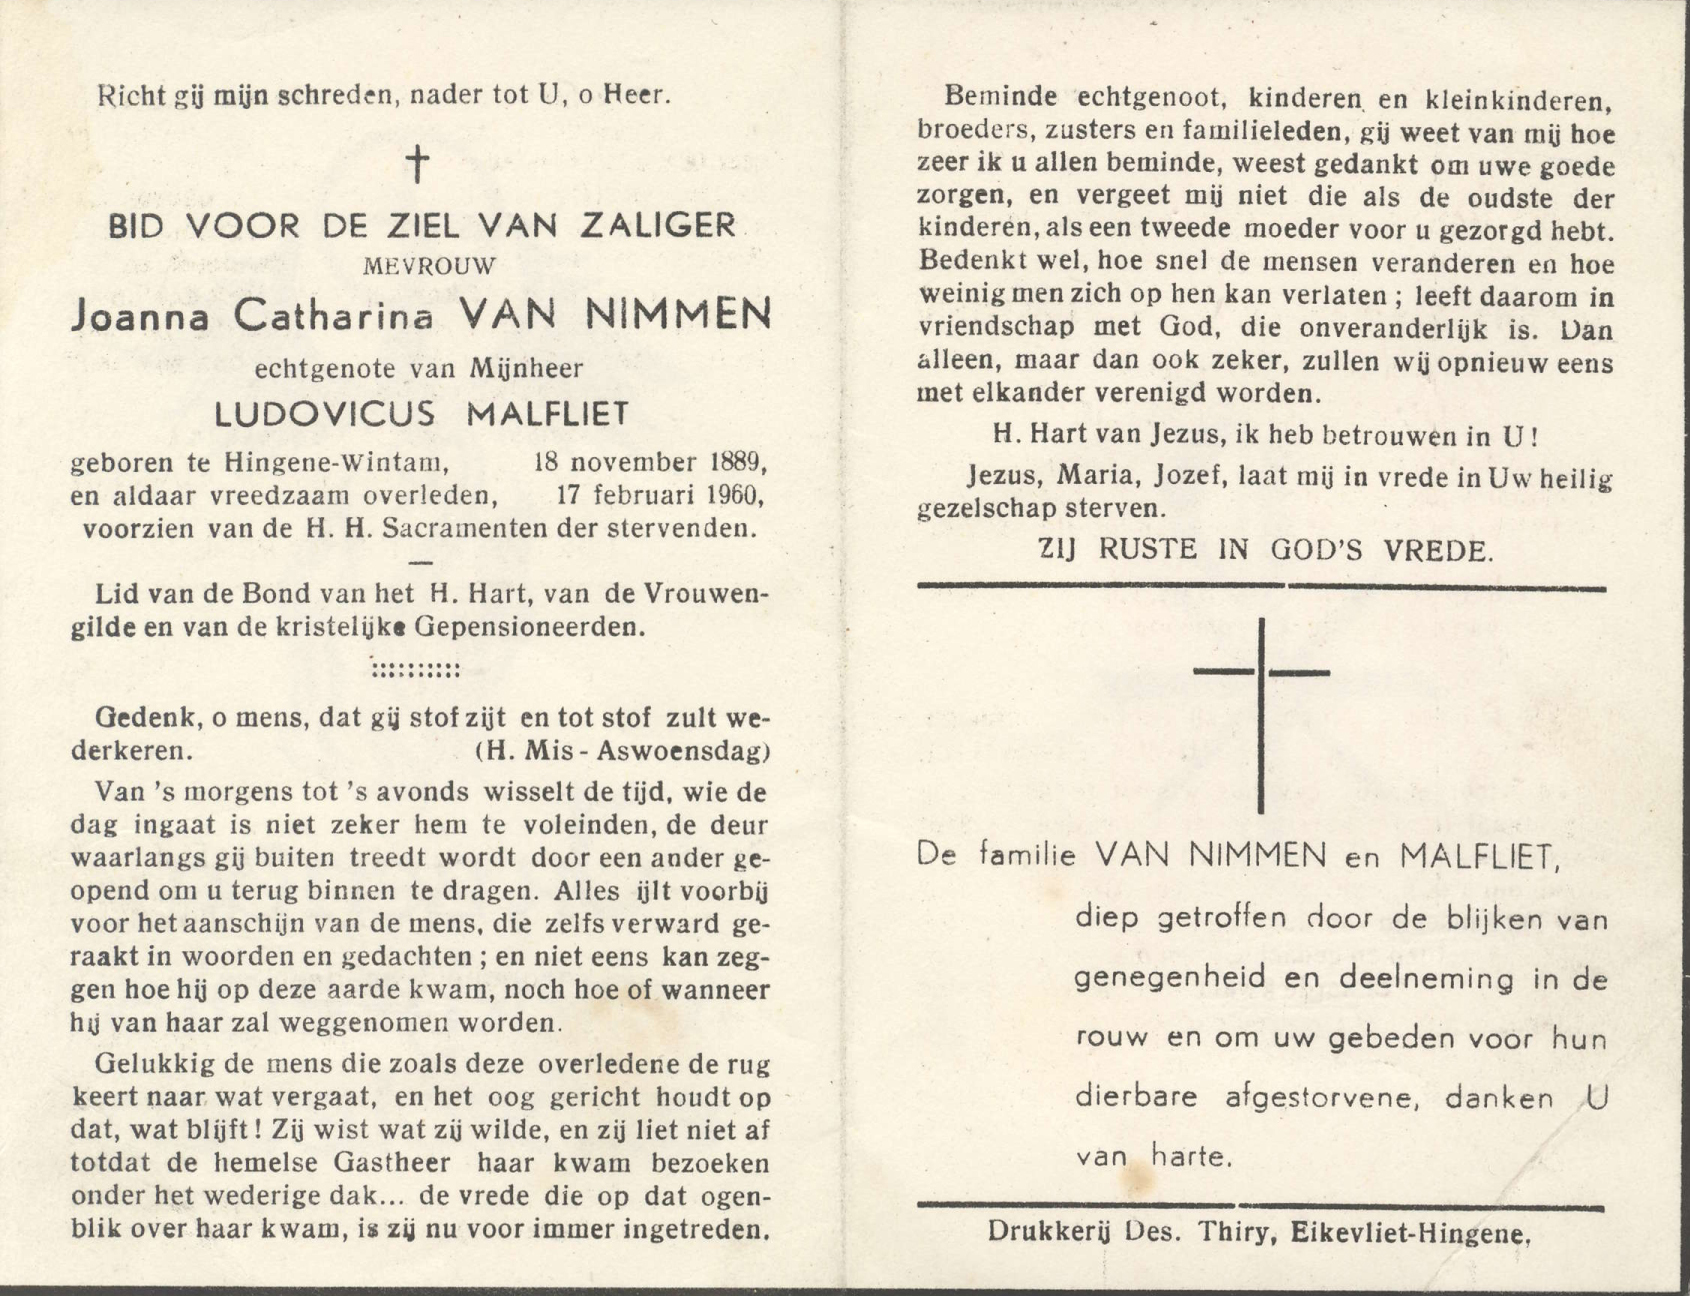 Richt gij mijn schreden, nader tot U, o Heer.
BID VOOR DE ZIEL VAN ZALIGER
MEVROUW
Joanna Catharina VAN NIMMEN
echtgenote van Mijnheer
LUDOVICUS MALFLIET
geboren te Hingene-Wintam, 18 november 1889,
en aldaar vreedzaam overleden, 17 februari 1960,
voorzien van de H. H. Sacramenten der stervenden.
Lid van de Bond van het H. Hart, van de Vrouwen-
gilde en van de kristelijke Gepensioneerden.
Gedenk, o mens, dat gij stof zijt en tot stof zult we-
derkeren. (H. Mis - Aswoensdag)
Van 's morgens tot 's avonds wisselt de tijd, wie de
dag ingaat is niet zeker hem te voleinden, de deur
waarlangs gij buiten treedt wordt door een ander ge-
opend om u terug binnen te dragen. Alles ijlt voorbij
voor het aanschijn van de mens, die zelfs verward ge-
raakt in woorden en gedachten ; en niet eens kan zeg-
gen hoe hij op deze aarde kwam, noch hoe of wanneer
hij van haar zal weggenomen worden.
Gelukkig de mens die zoals deze overledene de rug
keert naar wat vergaat, en het oog gericht houdt op
dat, wat blijft! Zij wist wat zij wilde, en zij liet niet af
totdat de hemelse Gastheer haar kwam bezoeken
onder het wederige dak... de vrede die op dat ogen-
blik over haar kwam, is zij nu voor immer ingetreden.
Beminde echtgenoot, kinderen en kleinkinderen,
broeders, zusters en familieleden, gij weet van mij hoe
zeer ik u allen beminde, weest gedankt om uwe goede
zorgen, en vergeet mij niet die als de oudste der
kinderen, als een tweede moeder voor u gezorgd hebt.
Bedenkt wel, hoe snel de mensen veranderen en hoe
weinig men zich op hen kan verlaten ; leeft daarom in
vriendschap met God, die onveranderlijk is. Dan
alleen, maar dan ook zeker, zullen wij opnieuw eens
met elkander verenigd worden.
H. Hart van Jezus, ik heb betrouwen in U !
Jezus, Maria, Jozef, laat mij in vrede in Uw heilig
gezelschap sterven.
ZIJ RUSTE IN GOD'S VREDE.
De familie VAN NIMMEN en MALFLIET,
diep getroffen door de blijken van
genegenheid en deelneming in de
rouw en om uw gebeden voor hun
dierbare afgestorvene, danken U
van harte.
Drukkerij Des. Thiry, Eikevliet-Hingene.